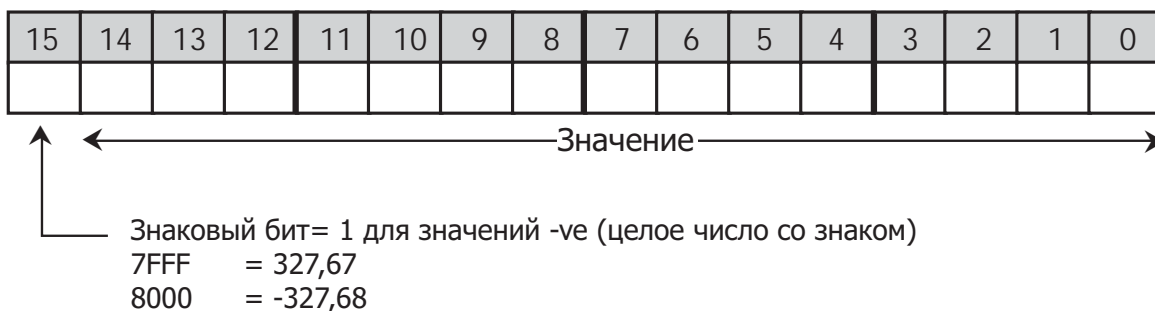 15 14 13 12 11 10 9 8 7 6 5 4 3 2 1 0
Значение
Знаковый бит= 1 для значений -ve (целое число со знаком)
7FFF = 327,67
8000 = -327,68